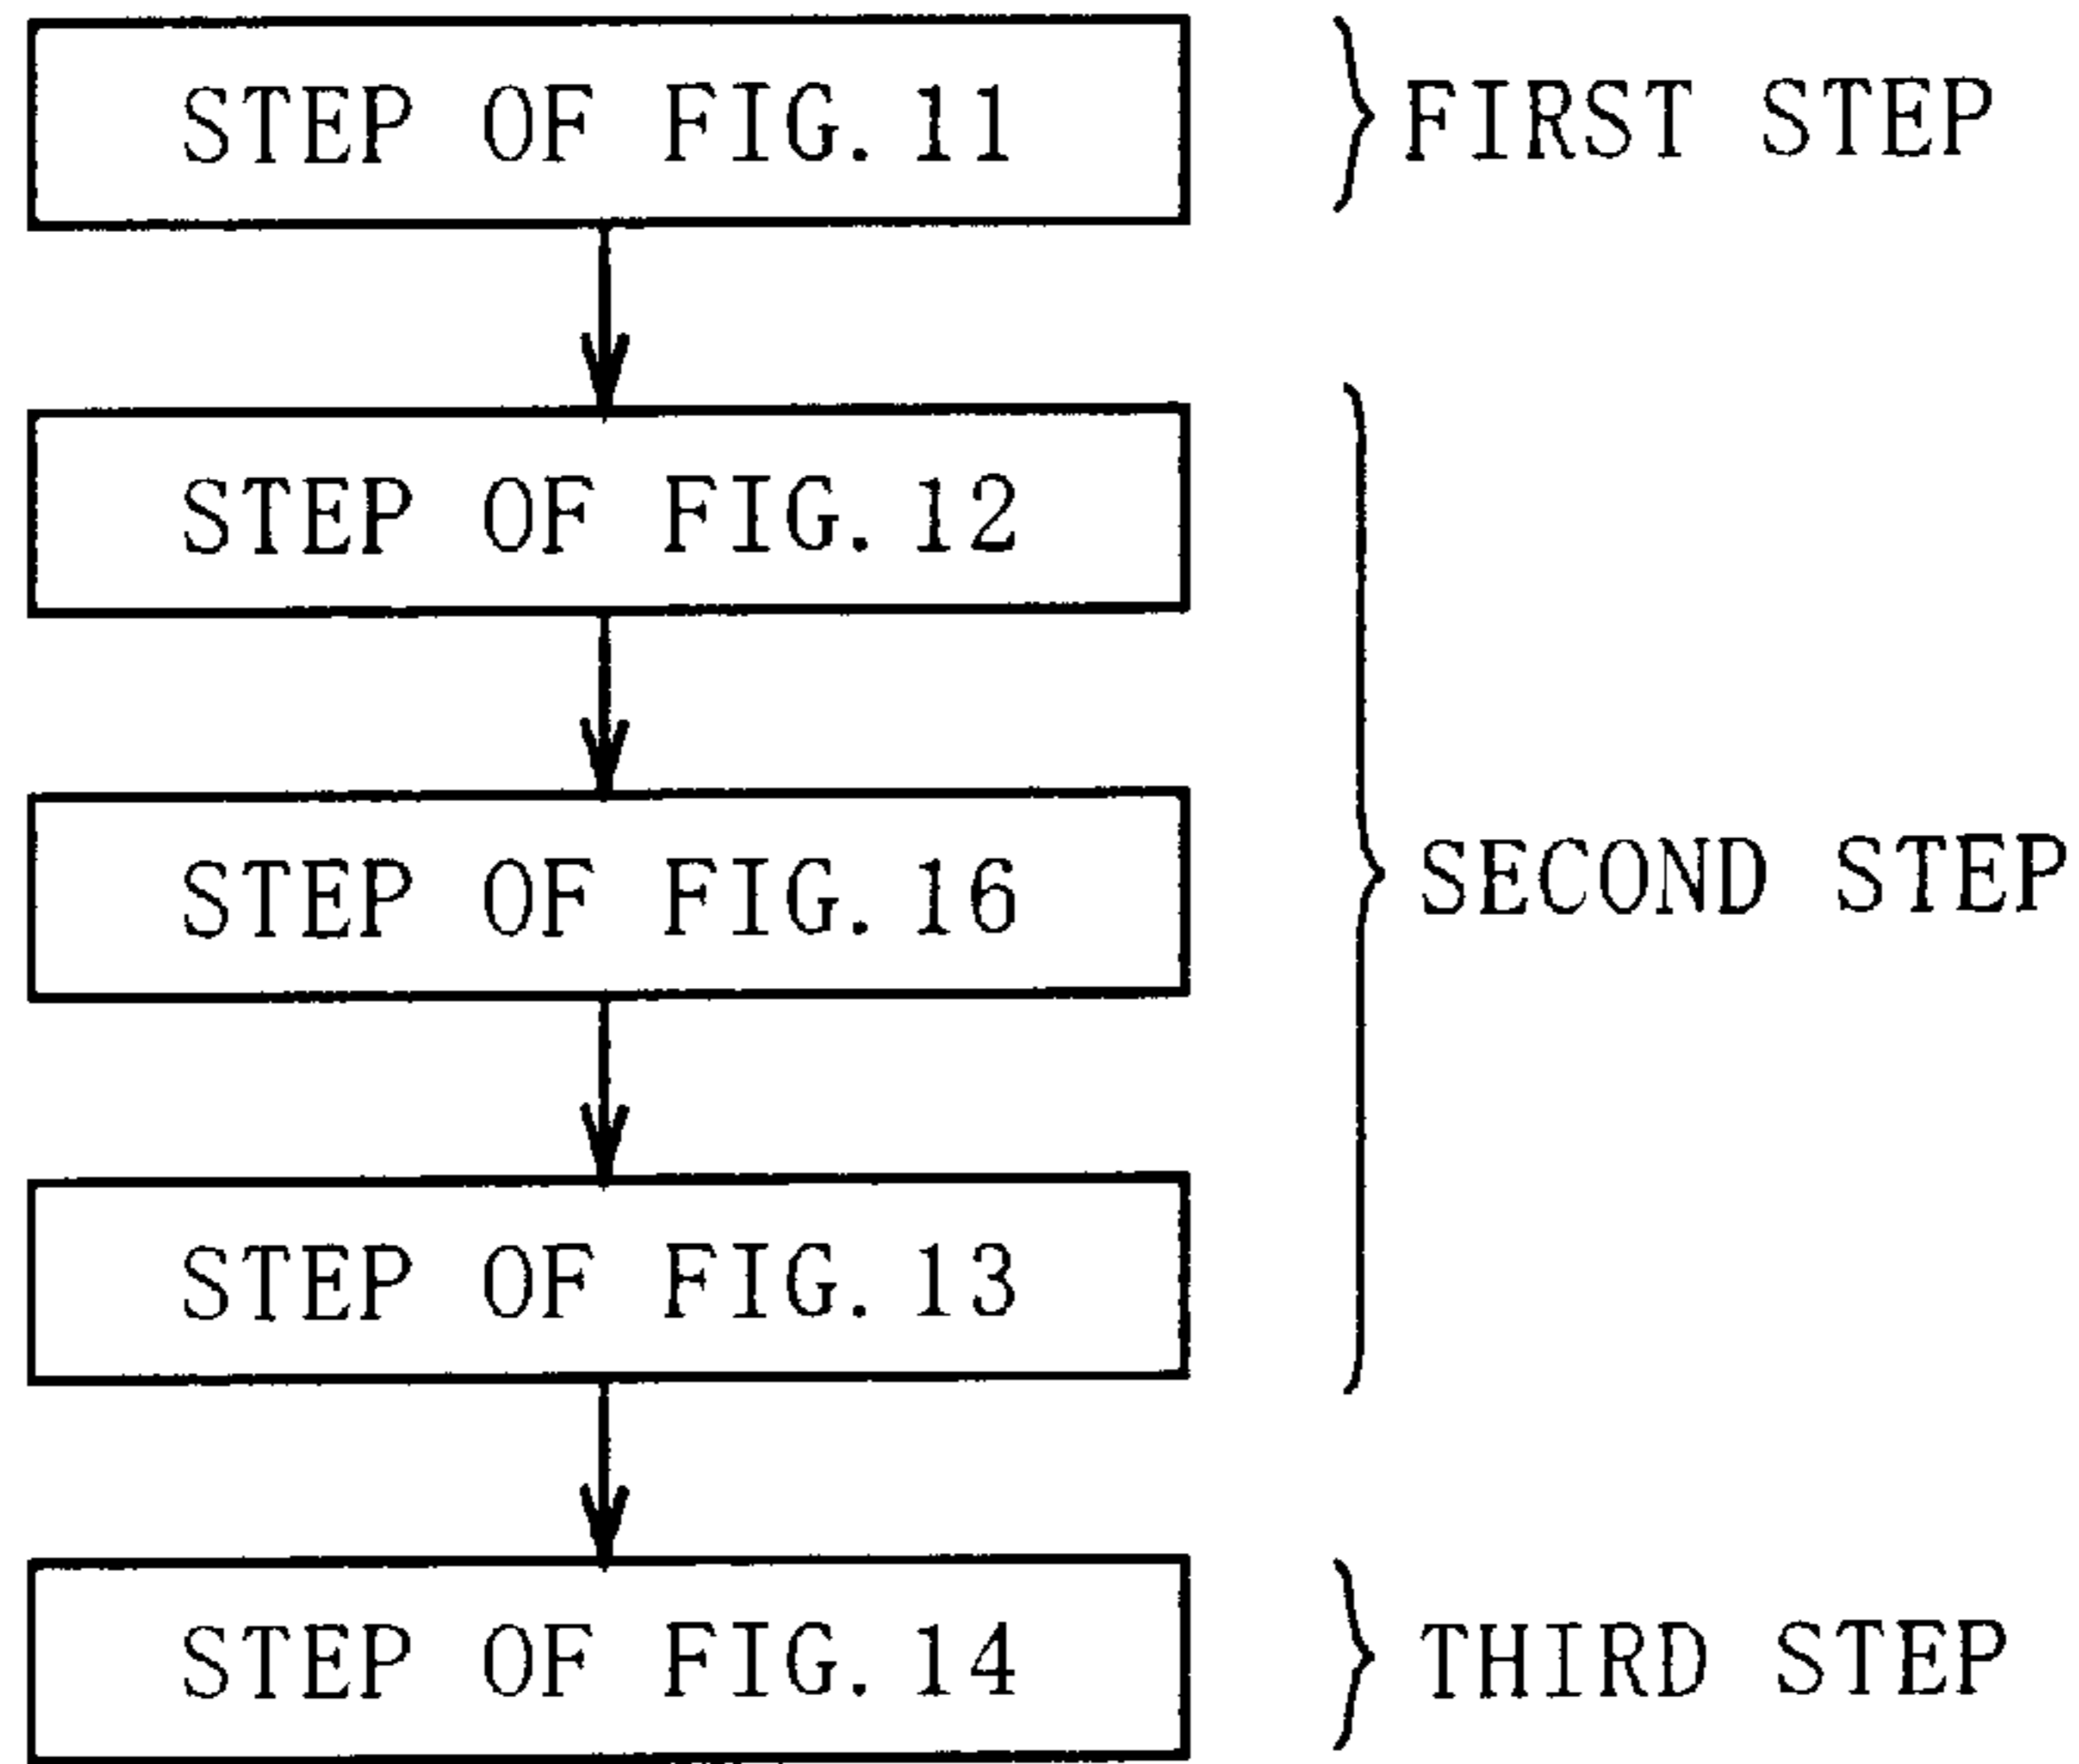 STEP OF FIG. 11
FIRST STEP
STEP OF FIG. 12
STEP OF FIG. 16
SECOND STEP
STEP OF FIG. 13
STEP OF FIG. 14
THIRD STEP